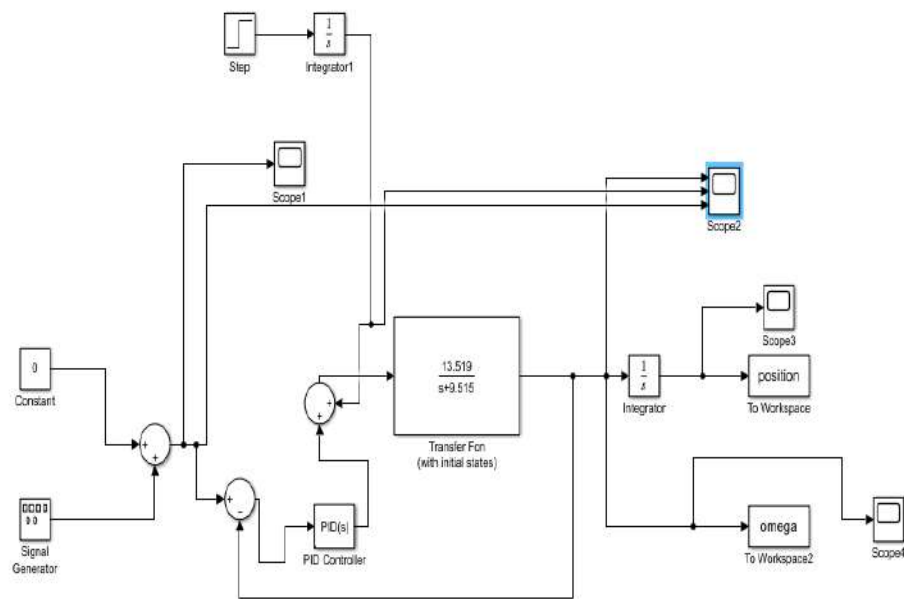 1
s
Step
Integrator1
Scope1
Scope2
13.519
s+9.515
Transfer Fcn
(with initial states)
0
Constant
+
+
Signal
Generator
+
-
PID(s)
PID Controller
+
+
1
s
Integrator
Scope3
position
To Workspace
omega
To Workspace2
Scope4